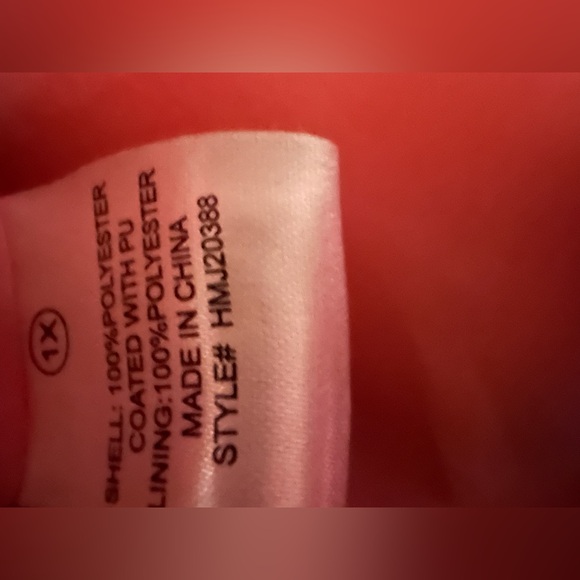 1X
SHELL: 100%POLYESTER
COATED WITH PU
LINING:100%POLYESTER
MADE IN CHINA
STYLE# HMJ20388